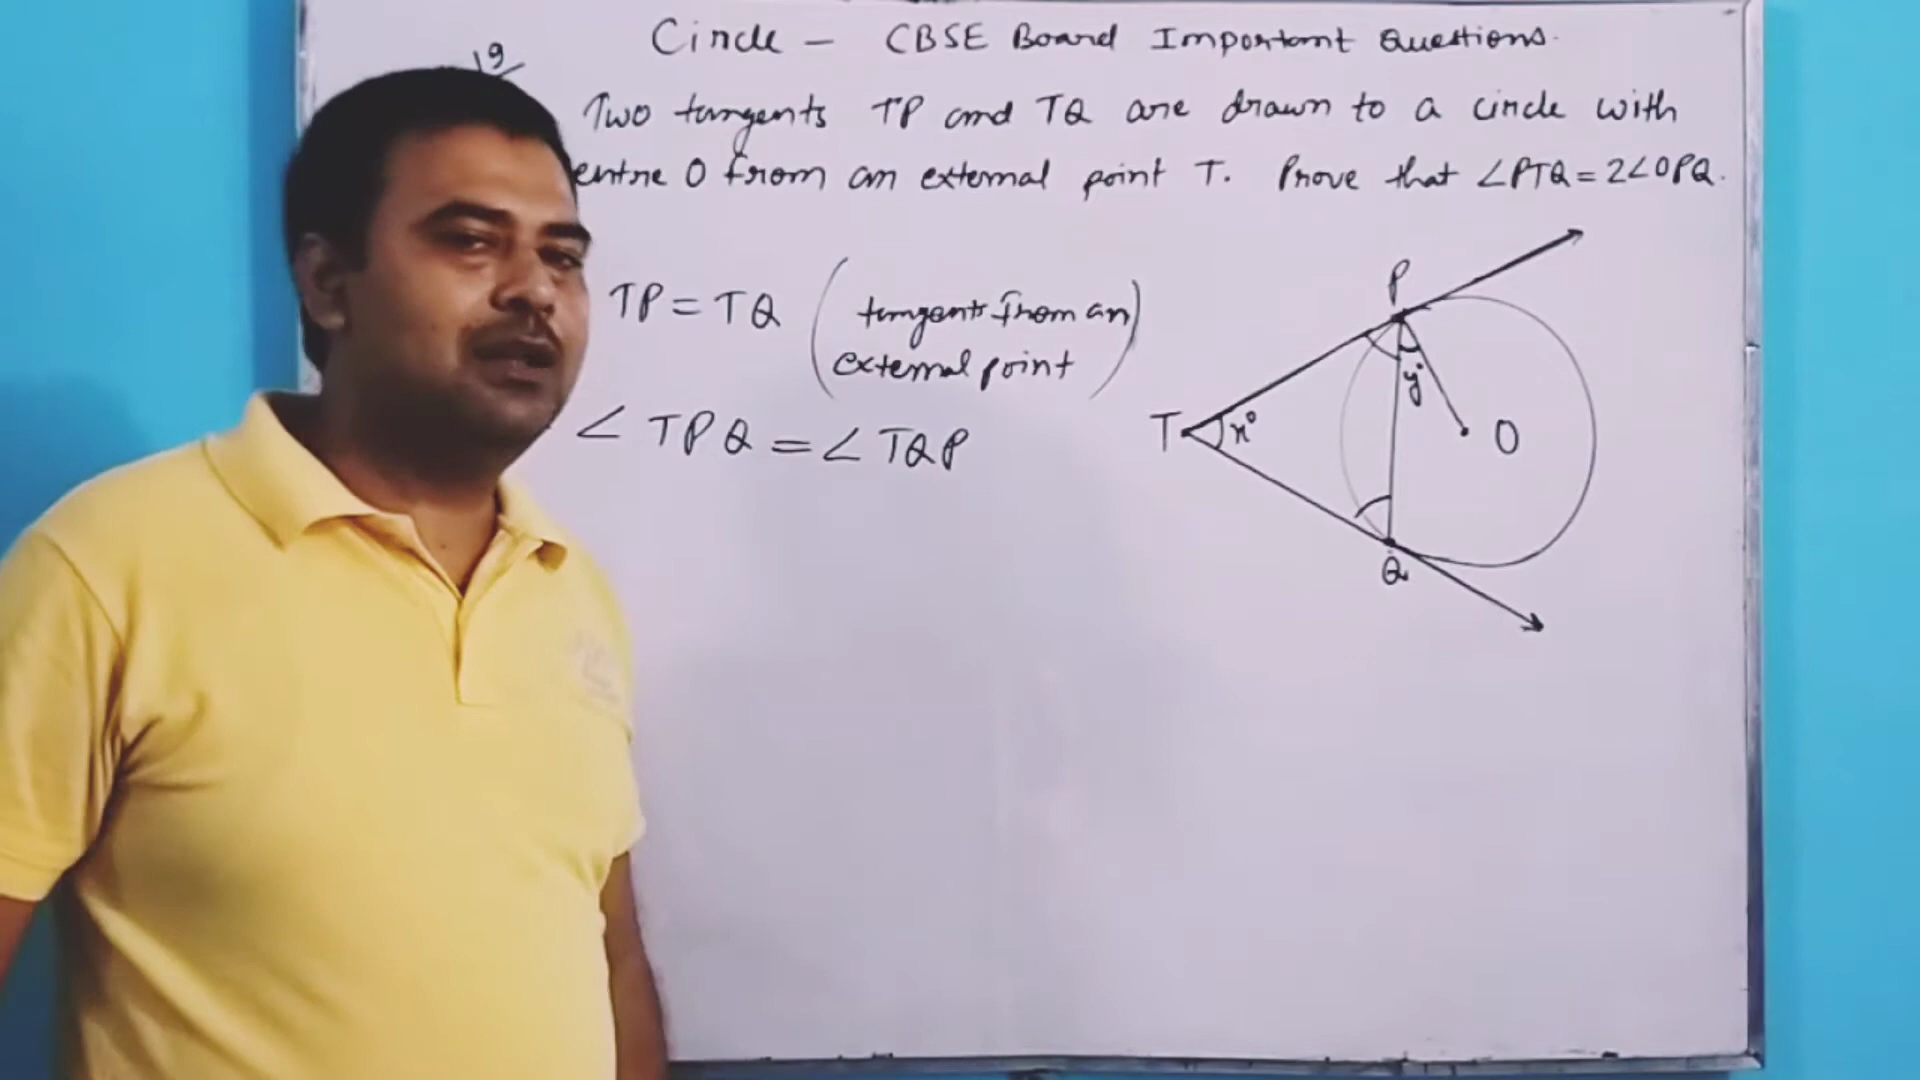 Circle – CBSE Board Important Questions.
19
Two tangents TP and TQ are drawn to a circle with
entre O from an external point T. Prove that ∠PTQ = 2∠OPQ.
TP = TQ (tangents from an
external point)
∠TPQ = ∠TQP
P
y°
T
x°
O
Q